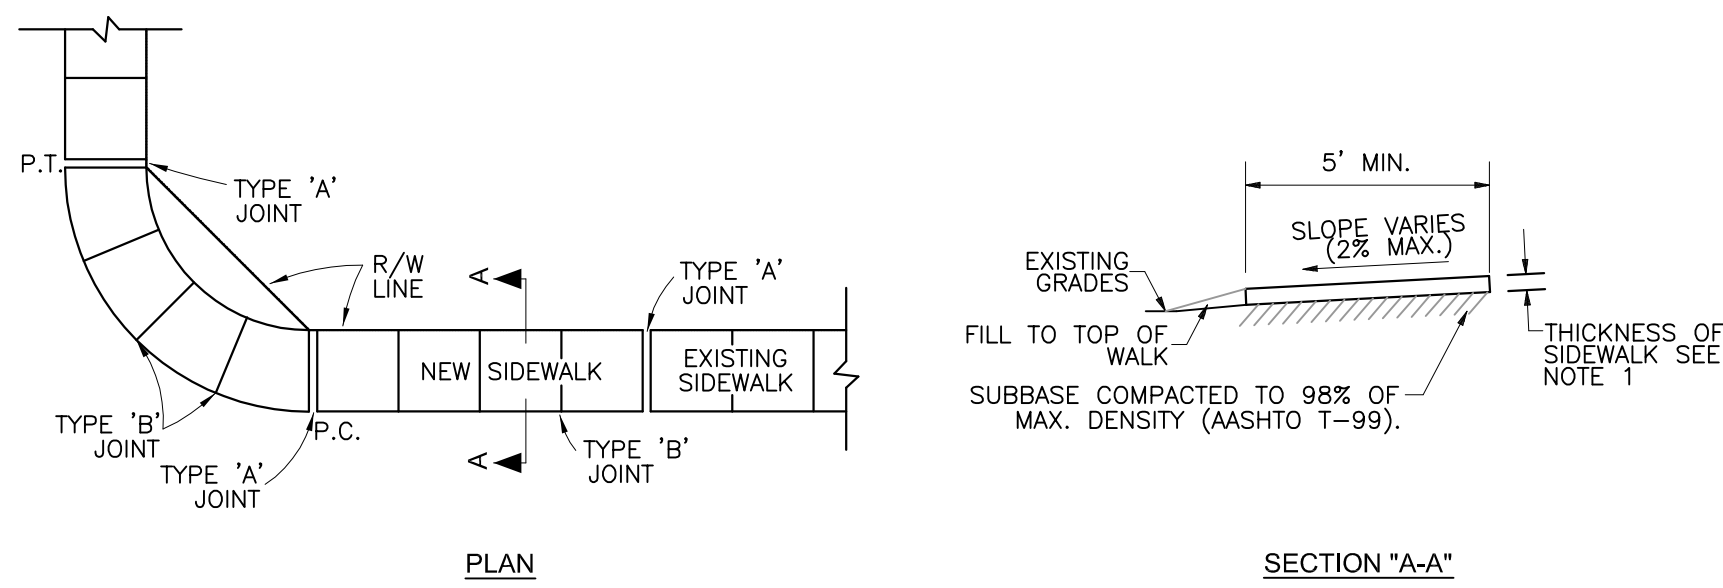 P.T.
TYPE 'A'
JOINT
R/W
LINE
A
TYPE 'A'
JOINT
NEW SIDEWALK
EXISTING
SIDEWALK
P.C.
A
TYPE 'B'
JOINT
TYPE 'A'
JOINT
TYPE 'B'
JOINT
PLAN
5' MIN.
SLOPE VARIES
(2% MAX.)
EXISTING
GRADES
FILL TO TOP OF
WALK
THICKNESS OF
SIDEWALK SEE
NOTE 1
SUBBASE COMPACTED TO 98% OF
MAX. DENSITY (AASHTO T-99).
SECTION "A-A"